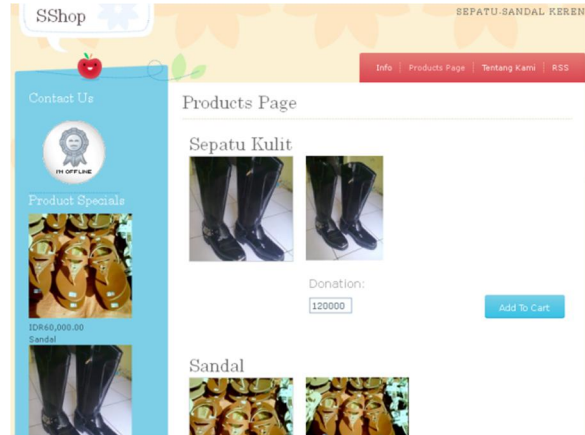 SShop
SEPATU-SANDAL KEREN
Info | Products Page | Tentang Kami | RSS
Contact Us
I'M OFFLINE
Product Specials
IDR60,000.00
Sandal
Products Page
Sepatu Kulit
Donation:
120000
Add To Cart
Sandal